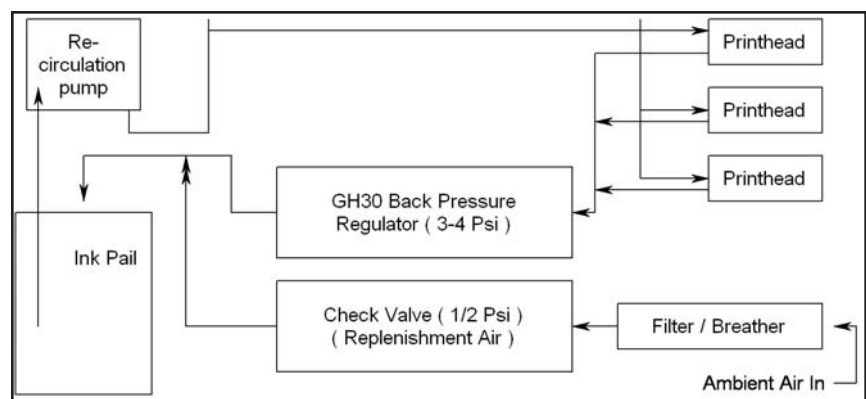 Re-
circulation
pump
Printhead
Printhead
Printhead
GH30 Back Pressure
Regulator ( 3-4 Psi )
Ink Pail
Check Valve ( 1/2 Psi )
( Replenishment Air )
Filter / Breather
Ambient Air In